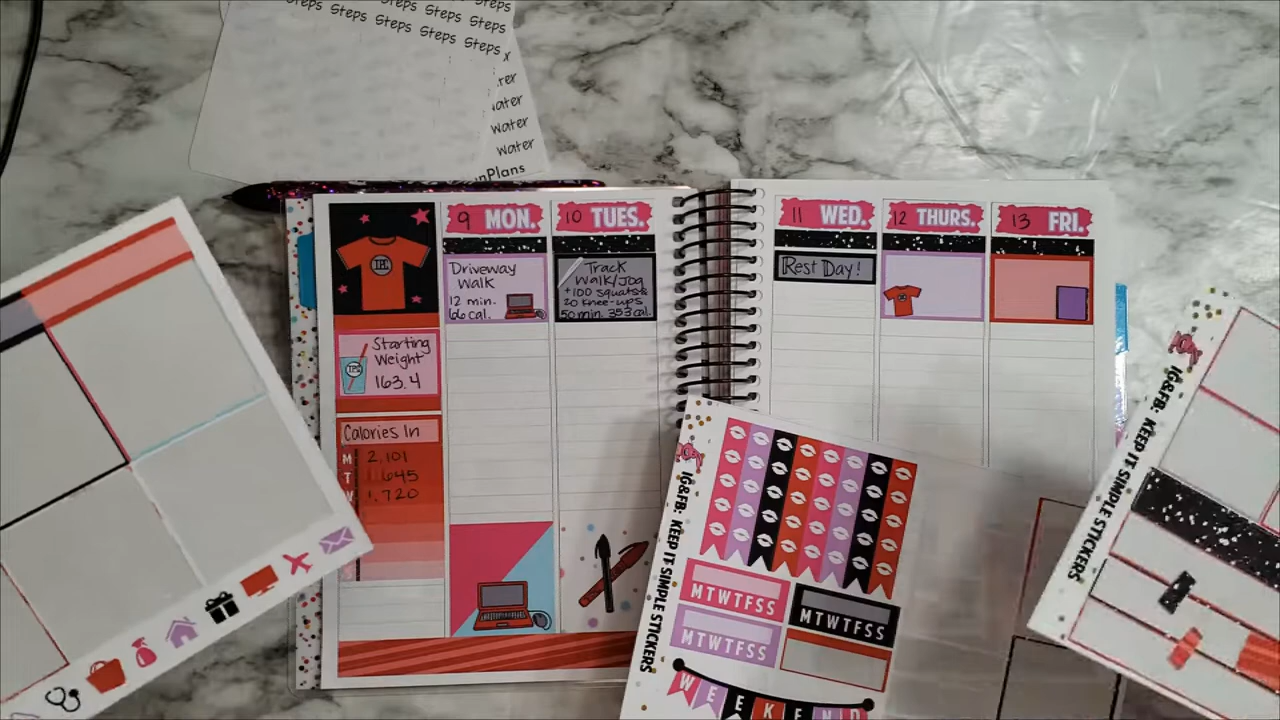 Steps Steps Steps Steps
Steps Steps Steps Steps
Water
Water
Water
Plans
9 MON.
10 TUES.
11 WED.
12 THURS.
13 FRI.
Driveway
Walk
12 min.
Track
Walk/Jog
+100 squats &
20 knee-ups
50 min. 353 cal.
Rest Day!
Starting
Weight
163.4
Calories In
M 2,101
T 1,645
1,720
IG&FB: KEEP IT SIMPLE STICKERS
MTWTFSS
MTWTFSS
MTWTFSS
WEEKEND
IG&FB: KEEP IT SIMPLE STICKERS